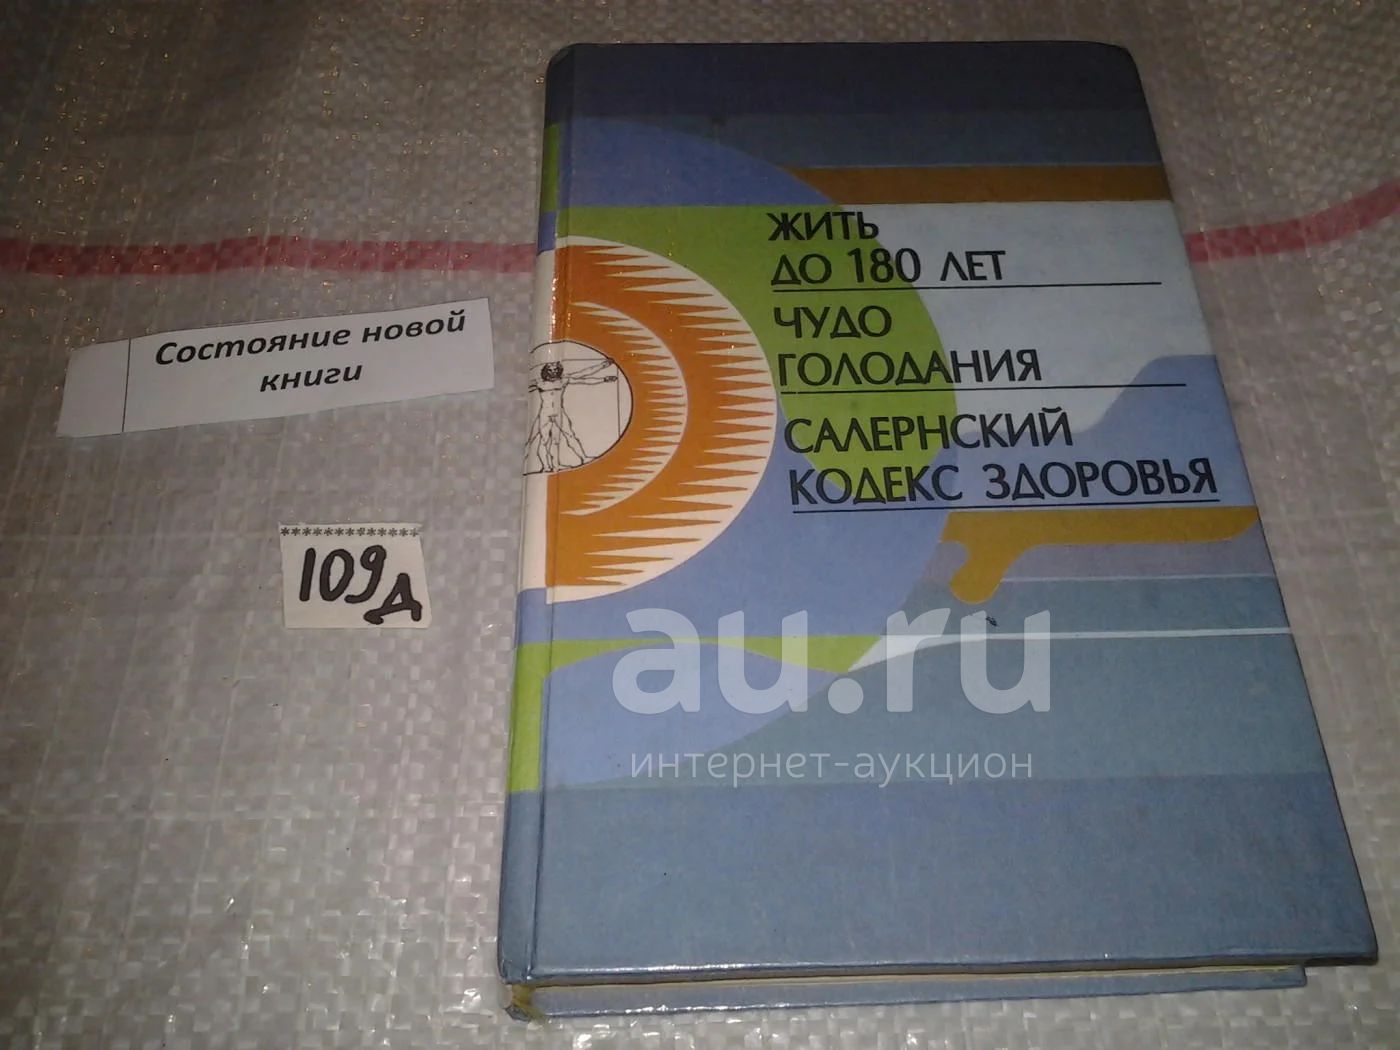 ЖИТЬ
ДО 180 ЛЕТ
ЧУДО
ГОЛОДАНИЯ
САЛЕРНСКИЙ
КОДЕКС ЗДОРОВЬЯ
Состояние новой
книги
************
109д
au.ru
интернет-аукцион